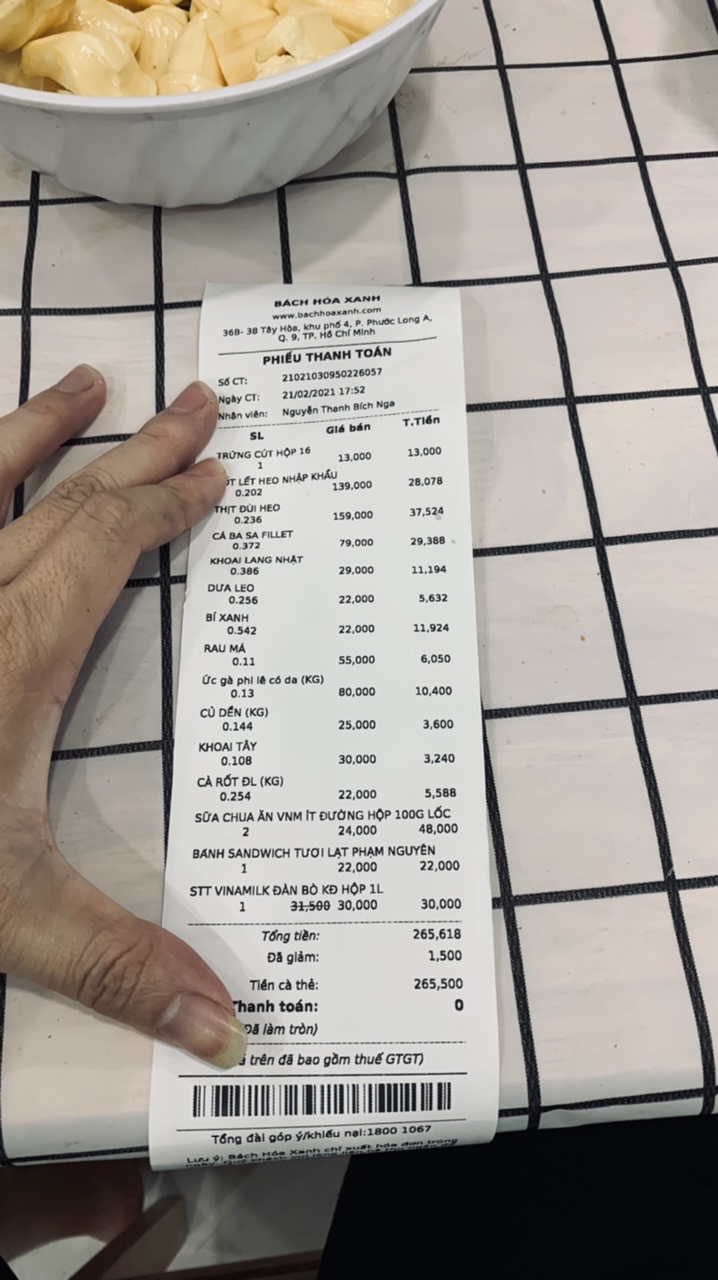 BÁCH HÓA XANH
www.bachhoaxanh.com
36B- 38 Tây Hòa, khu phố 4, P. Phước Long A,
Q. 9, TP. Hồ Chí Minh
PHIẾU THANH TOÁN
Số CT: 21021030950226057
Ngày CT: 21/02/2021 17:52
Nhân viên: Nguyễn Thanh Bích Nga
SL Giá bán T.Tiền
TRỨNG CÚT HỘP 16
1 13,000 13,000
LẾT HEO NHẬP KHẨU
0.202 139,000 28,078
THỊT ĐÙI HEO
0.236 159,000 37,524
CÁ BA SA FILLET
0.372 79,000 29,388
KHOAI LANG NHẬT
0.386 29,000 11,194
DƯA LEO
0.256 22,000 5,632
BÍ XANH
0.542 22,000 11,924
RAU MÁ
0.11 55,000 6,050
Ức gà phi lê có da (KG)
0.13 80,000 10,400
CỦ DỀN (KG)
0.144 25,000 3,600
KHOAI TÂY
0.108 30,000 3,240
CÀ RỐT ĐL (KG)
0.254 22,000 5,588
SỮA CHUA ĂN VNM ÍT ĐƯỜNG HỘP 100G LỐC
2 24,000 48,000
BÁNH SANDWICH TƯƠI LẠT PHẠM NGUYÊN
1 22,000 22,000
STT VINAMILK ĐÀN BÒ KĐ HỘP 1L
1 31,500 30,000 30,000
Tổng tiền: 265,618
Đã giảm: 1,500
Tiền cà thẻ: 265,500
Thanh toán: 0
Đã làm tròn)
trên đã bao gồm thuế GTGT)
Tổng đài góp ý/khiếu nại:1800 1067
Lưu ý: Bách Hóa Xanh chỉ xuất hóa đơn trong